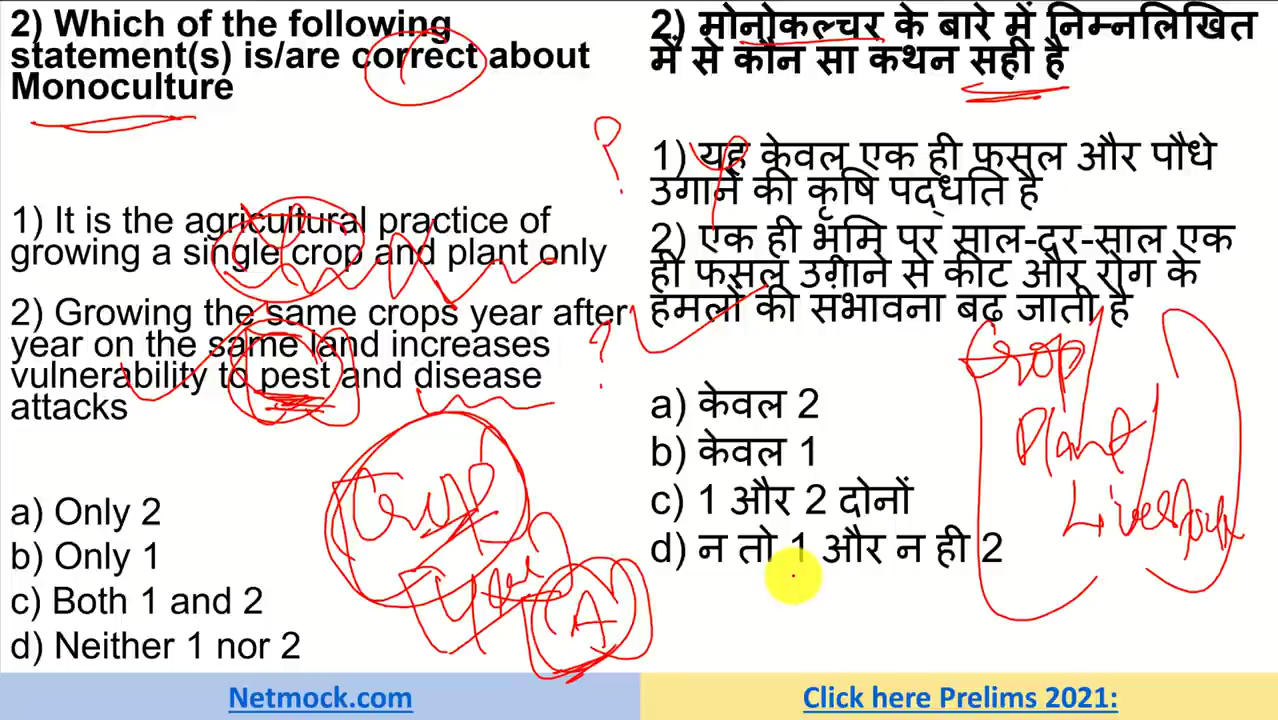 2) Which of the following
statement(s) is/are correct about
Monoculture
1) It is the agricultural practice of
growing a single crop and plant only
2) Growing the same crops year after
year on the same land increases
vulnerability to pest and disease
attacks
a) Only 2
b) Only 1
c) Both 1 and 2
d) Neither 1 nor 2
2) मोनोकल्चर के बारे में निम्नलिखित
में से कौन सा कथन सही है
1) यह केवल एक ही फसल और पौधे
उगाने की कृषि पद्धति है
2) एक ही भूमि पर साल-दर-साल एक
ही फसल उगाने से कीट और रोग के
हमलों की संभावना बढ़ जाती है
a) केवल 2
b) केवल 1
c) 1 और 2 दोनों
d) न तो 1 और न ही 2
?
?
Crop
A
Crop
Plant
Livestock
Netmock.com
Click here Prelims 2021: